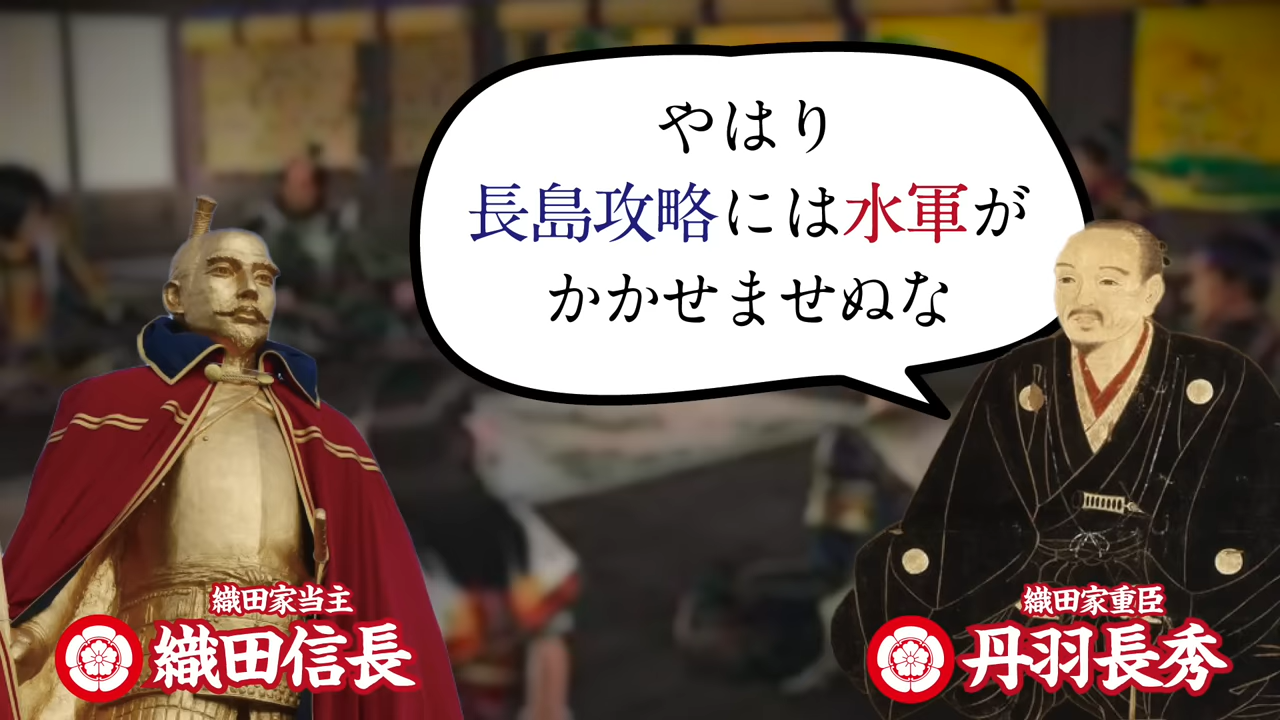 やはり
長島攻略には水軍が
かかせませぬな
織田家当主
織田信長
織田家重臣
丹羽長秀